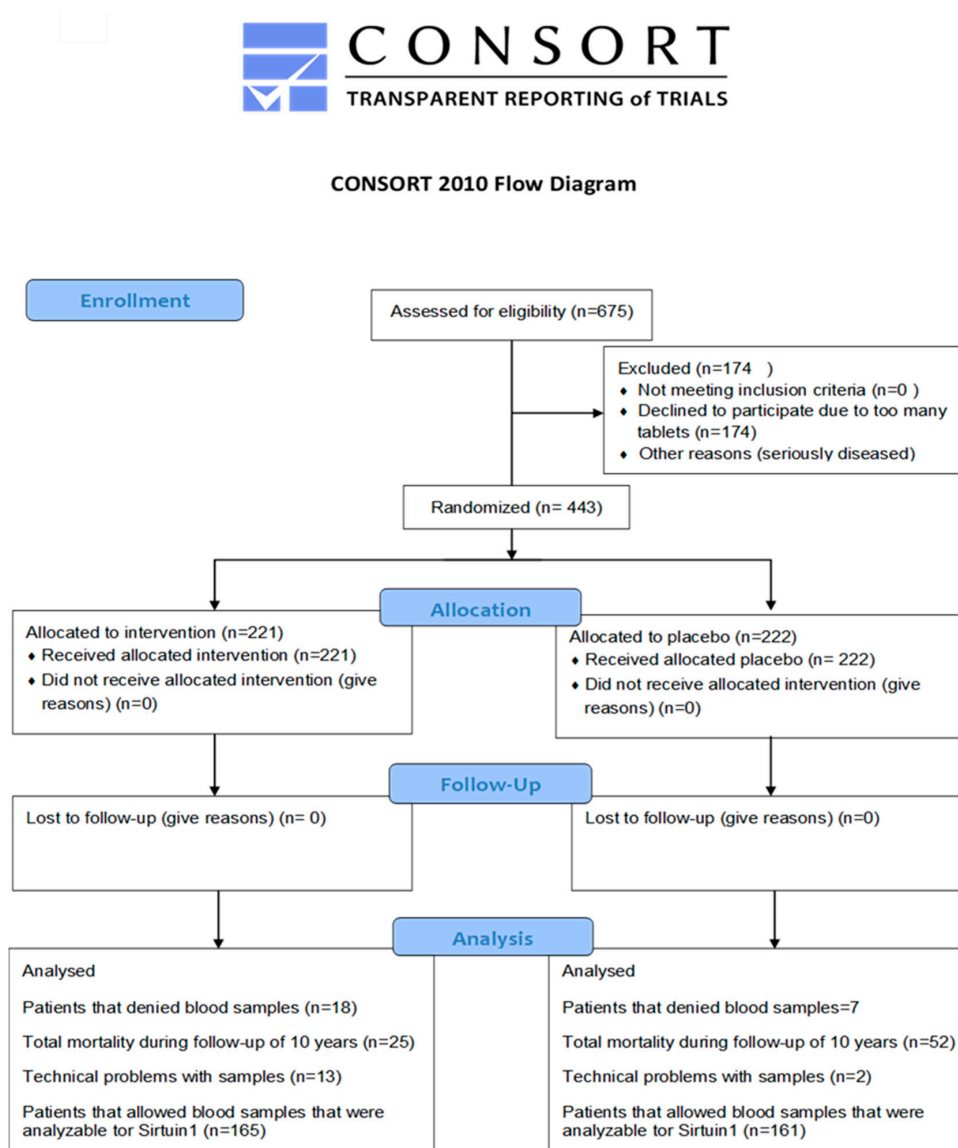 CONSORT
TRANSPARENT REPORTING of TRIALS
CONSORT 2010 Flow Diagram
Enrollment
Assessed for eligibility (n=675)
Excluded (n=174 )
♦ Not meeting inclusion criteria (n=0 )
♦ Declined to participate due to too many
tablets (n=174)
♦ Other reasons (seriously diseased)
Randomized (n= 443)
Allocation
Allocated to intervention (n=221)
♦ Received allocated intervention (n=221)
♦ Did not receive allocated intervention (give
reasons) (n=0)
Allocated to placebo (n=222)
♦ Received allocated placebo (n= 222)
♦ Did not receive allocated intervention (give
reasons) (n=0)
Follow-Up
Lost to follow-up (give reasons) (n= 0)
Lost to follow-up (give reasons) (n=0)
Analysis
Analysed
Patients that denied blood samples (n=18)
Total mortality during follow-up of 10 years (n=25)
Technical problems with samples (n=13)
Patients that allowed blood samples that were
analyzable for Sirtuin1 (n=165)
Analysed
Patients that denied blood samples=7
Total mortality during follow-up of 10 years (n=52)
Technical problems with samples (n=2)
Patients that allowed blood samples that were
analyzable for Sirtuin1 (n=161)